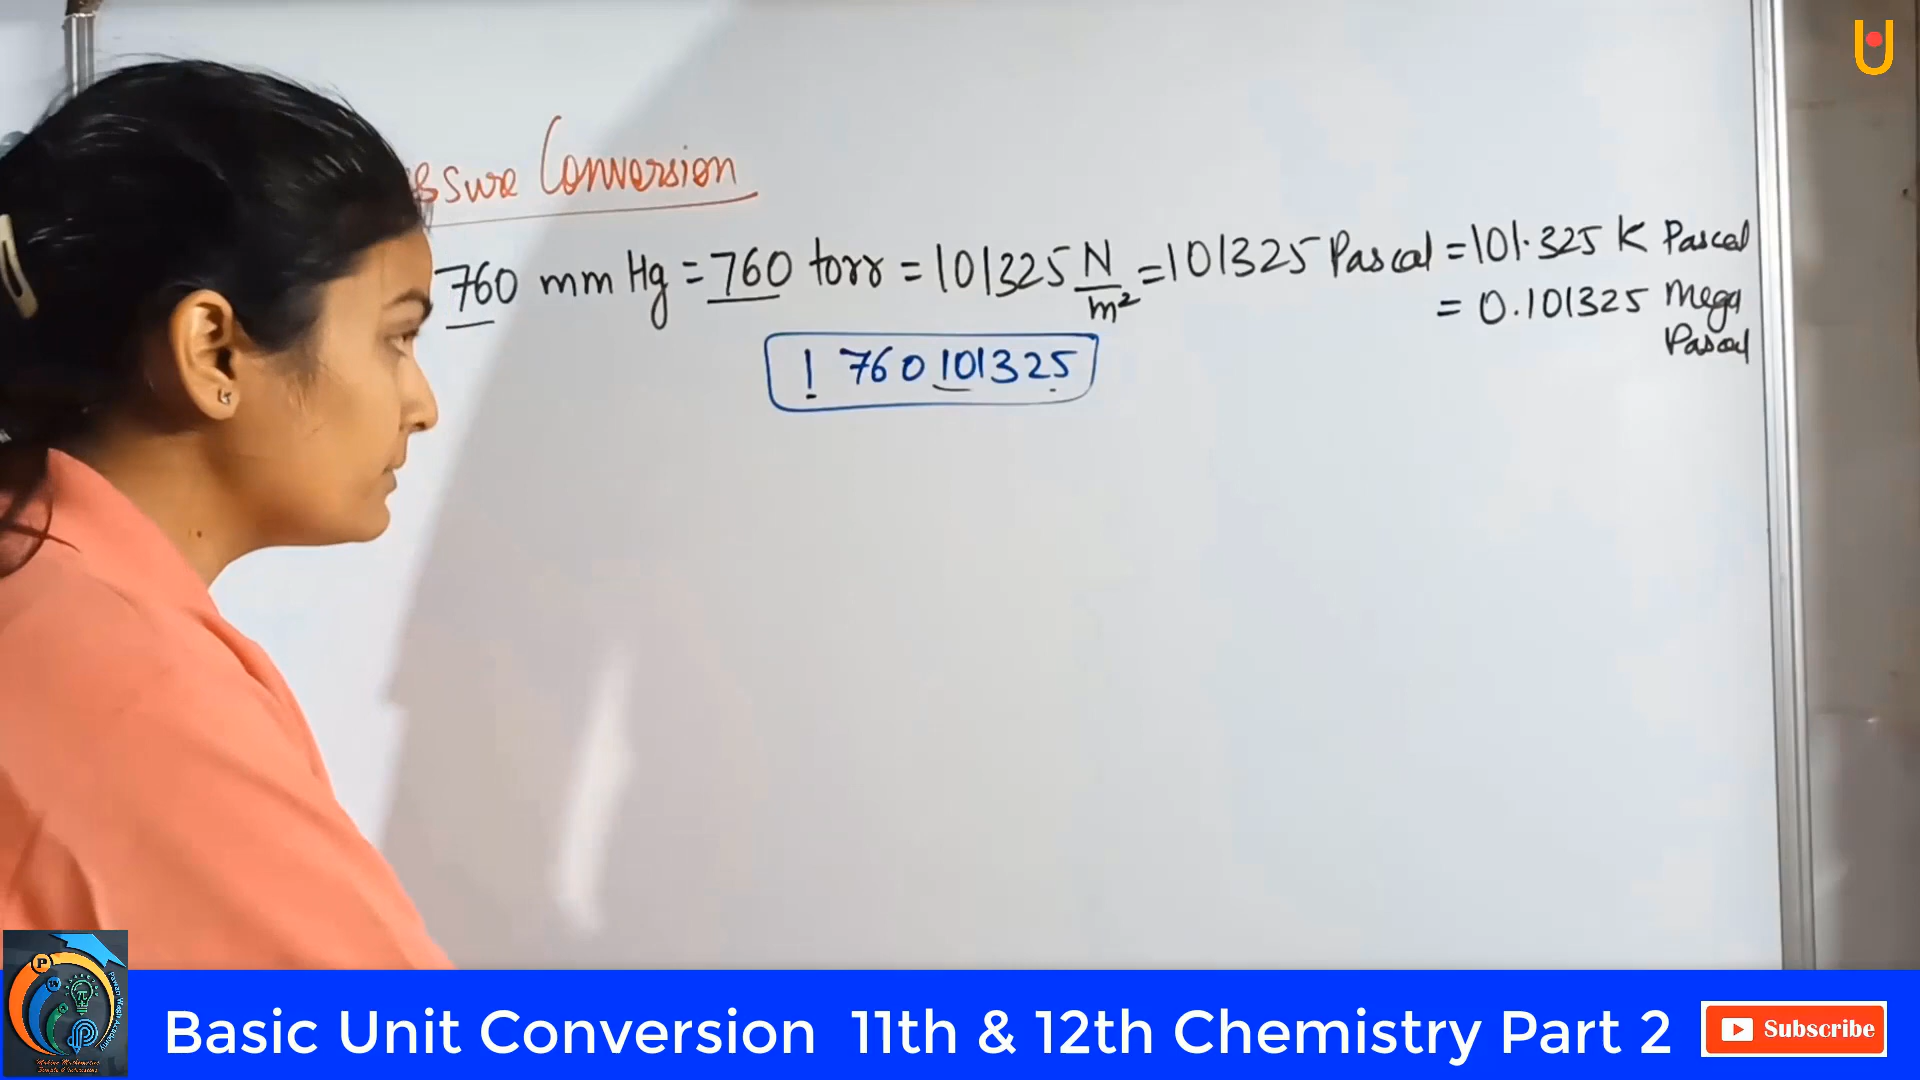 ssure Conversion
760 mm Hg = 760 torr = 101325 N/m² = 101325 Pascal = 101.325 K Pascal
= 0.101325 Mega
Pascal
1 760 101325
Basic Unit Conversion 11th & 12th Chemistry Part 2
Subscribe